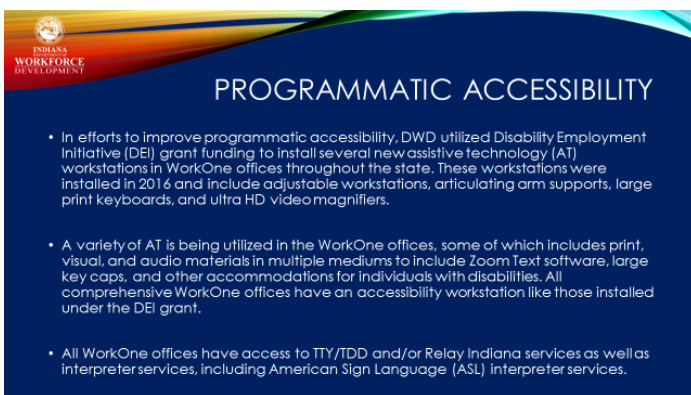 INDIANA
DEPARTMENT OF
WORKFORCE
DEVELOPMENT
PROGRAMMATIC ACCESSIBILITY
• In efforts to improve programmatic accessibility, DWD utilized Disability Employment
Initiative (DEI) grant funding to install several new assistive technology (AT)
workstations in WorkOne offices throughout the state. These workstations were
installed in 2016 and include adjustable workstations, articulating arm supports, large
print keyboards, and ultra HD video magnifiers.
• A variety of AT is being utilized in the WorkOne offices, some of which includes print,
visual, and audio materials in multiple mediums to include Zoom Text software, large
key caps, and other accommodations for individuals with disabilities. All
comprehensive WorkOne offices have an accessibility workstation like those installed
under the DEI grant.
• All WorkOne offices have access to TTY/TDD and/or Relay Indiana services as well as
interpreter services, including American Sign Language (ASL) interpreter services.